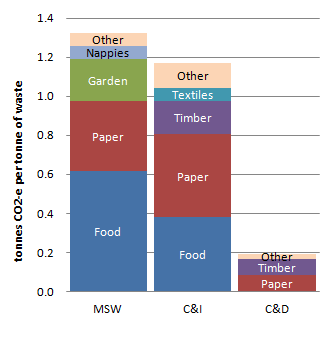 tonnes CO2-e per tonne of waste
1.4
1.2
1.0
0.8
0.6
0.4
0.2
0.0
Other
Nappies
Garden
Paper
Food
Other
Textiles
Timber
Paper
Food
Other
Timber
Paper
MSW
C&I
C&D